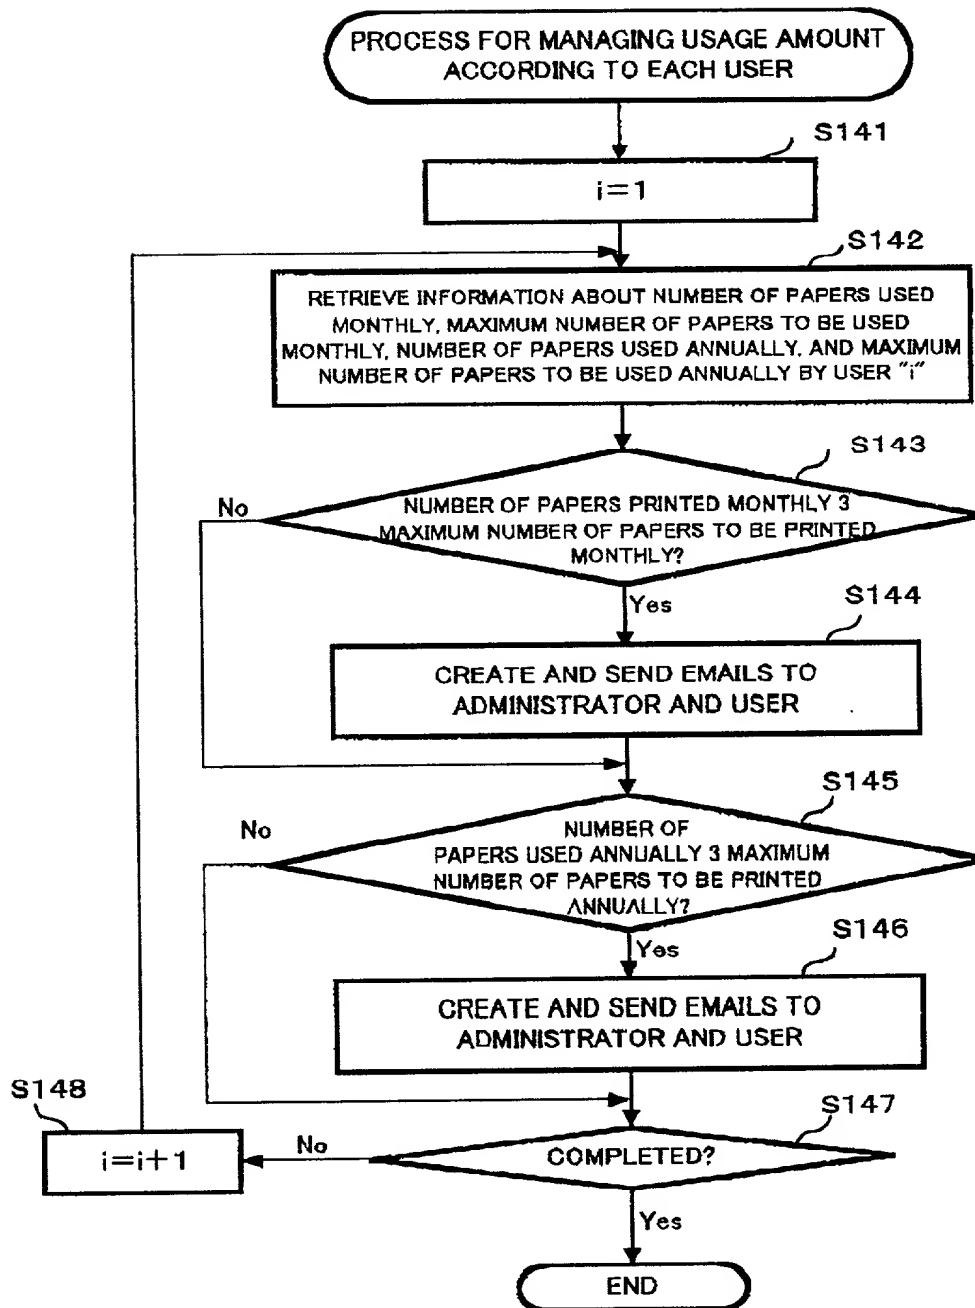 PROCESS FOR MANAGING USAGE AMOUNT
ACCORDING TO EACH USER
S141
i=1
S142
RETRIEVE INFORMATION ABOUT NUMBER OF PAPERS USED
MONTHLY, MAXIMUM NUMBER OF PAPERS TO BE USED
MONTHLY, NUMBER OF PAPERS USED ANNUALLY, AND MAXIMUM
NUMBER OF PAPERS TO BE USED ANNUALLY BY USER "i"
S143
No
NUMBER OF PAPERS PRINTED MONTHLY 3
MAXIMUM NUMBER OF PAPERS TO BE PRINTED
MONTHLY?
Yes
S144
CREATE AND SEND EMAILS TO
ADMINISTRATOR AND USER
S145
No
NUMBER OF
PAPERS USED ANNUALLY 3 MAXIMUM
NUMBER OF PAPERS TO BE PRINTED
ANNUALLY?
Yes
S146
CREATE AND SEND EMAILS TO
ADMINISTRATOR AND USER
S147
COMPLETED?
No
S148
i=i+1
Yes
END